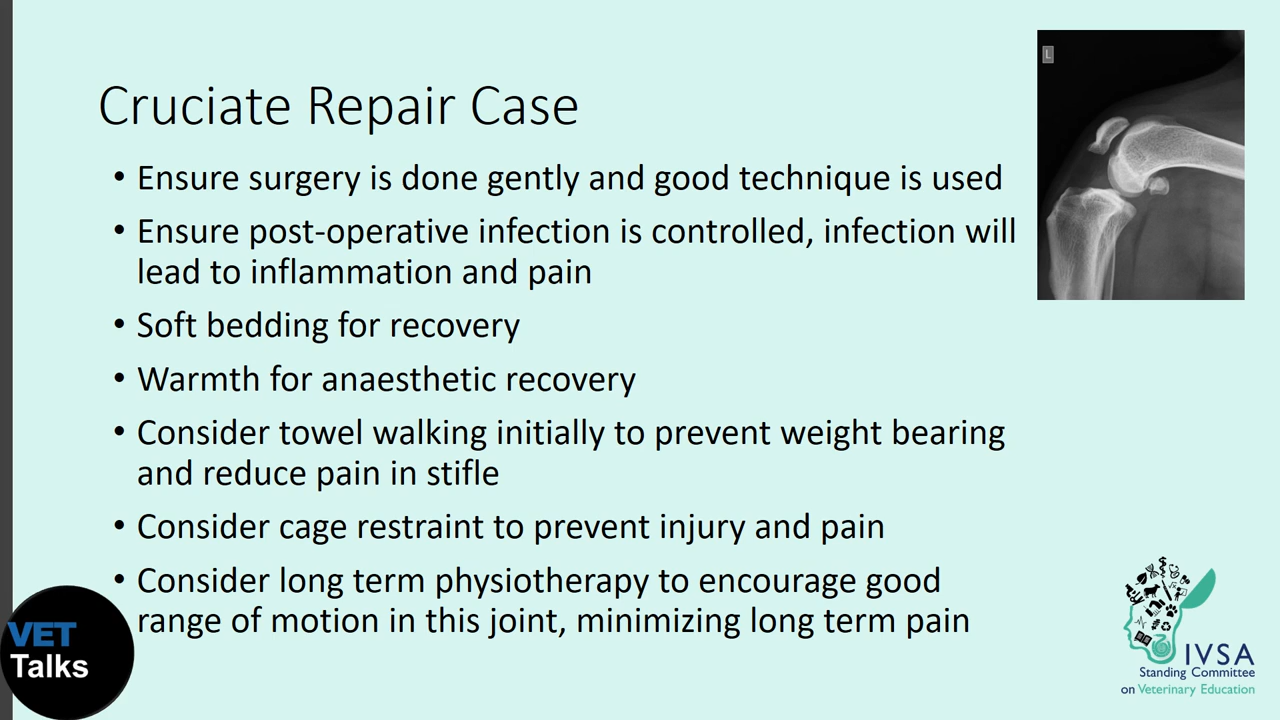 L
Cruciate Repair Case
• Ensure surgery is done gently and good technique is used
• Ensure post-operative infection is controlled, infection will
lead to inflammation and pain
• Soft bedding for recovery
• Warmth for anaesthetic recovery
• Consider towel walking initially to prevent weight bearing
and reduce pain in stifle
• Consider cage restraint to prevent injury and pain
• Consider long term physiotherapy to encourage good
range of motion in this joint, minimizing long term pain
VET
Talks
IVSA
Standing Committee
on Veterinary Education